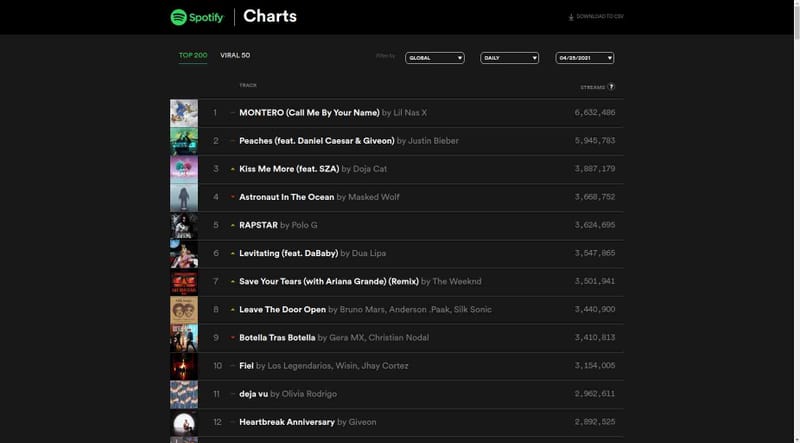 Spotify Charts
DOWNLOAD TO CSV
TOP 200 VIRAL 50 Filter by GLOBAL DAILY 04/25/2021
TRACK STREAMS ?
1 MONTERO (Call Me By Your Name) by Lil Nas X 6,632,486
2 Peaches (feat. Daniel Caesar & Giveon) by Justin Bieber 5,945,783
3 Kiss Me More (feat. SZA) by Doja Cat 3,887,179
4 Astronaut In The Ocean by Masked Wolf 3,668,752
5 RAPSTAR by Polo G 3,624,695
6 Levitating (feat. DaBaby) by Dua Lipa 3,547,865
7 Save Your Tears (with Ariana Grande) (Remix) by The Weeknd 3,501,941
8 Leave The Door Open by Bruno Mars, Anderson .Paak, Silk Sonic 3,440,900
9 Botella Tras Botella by Gera MX, Christian Nodal 3,410,813
10 Fiel by Los Legendarios, Wisin, Jhay Cortez 3,154,005
11 deja vu by Olivia Rodrigo 2,962,611
12 Heartbreak Anniversary by Giveon 2,892,525